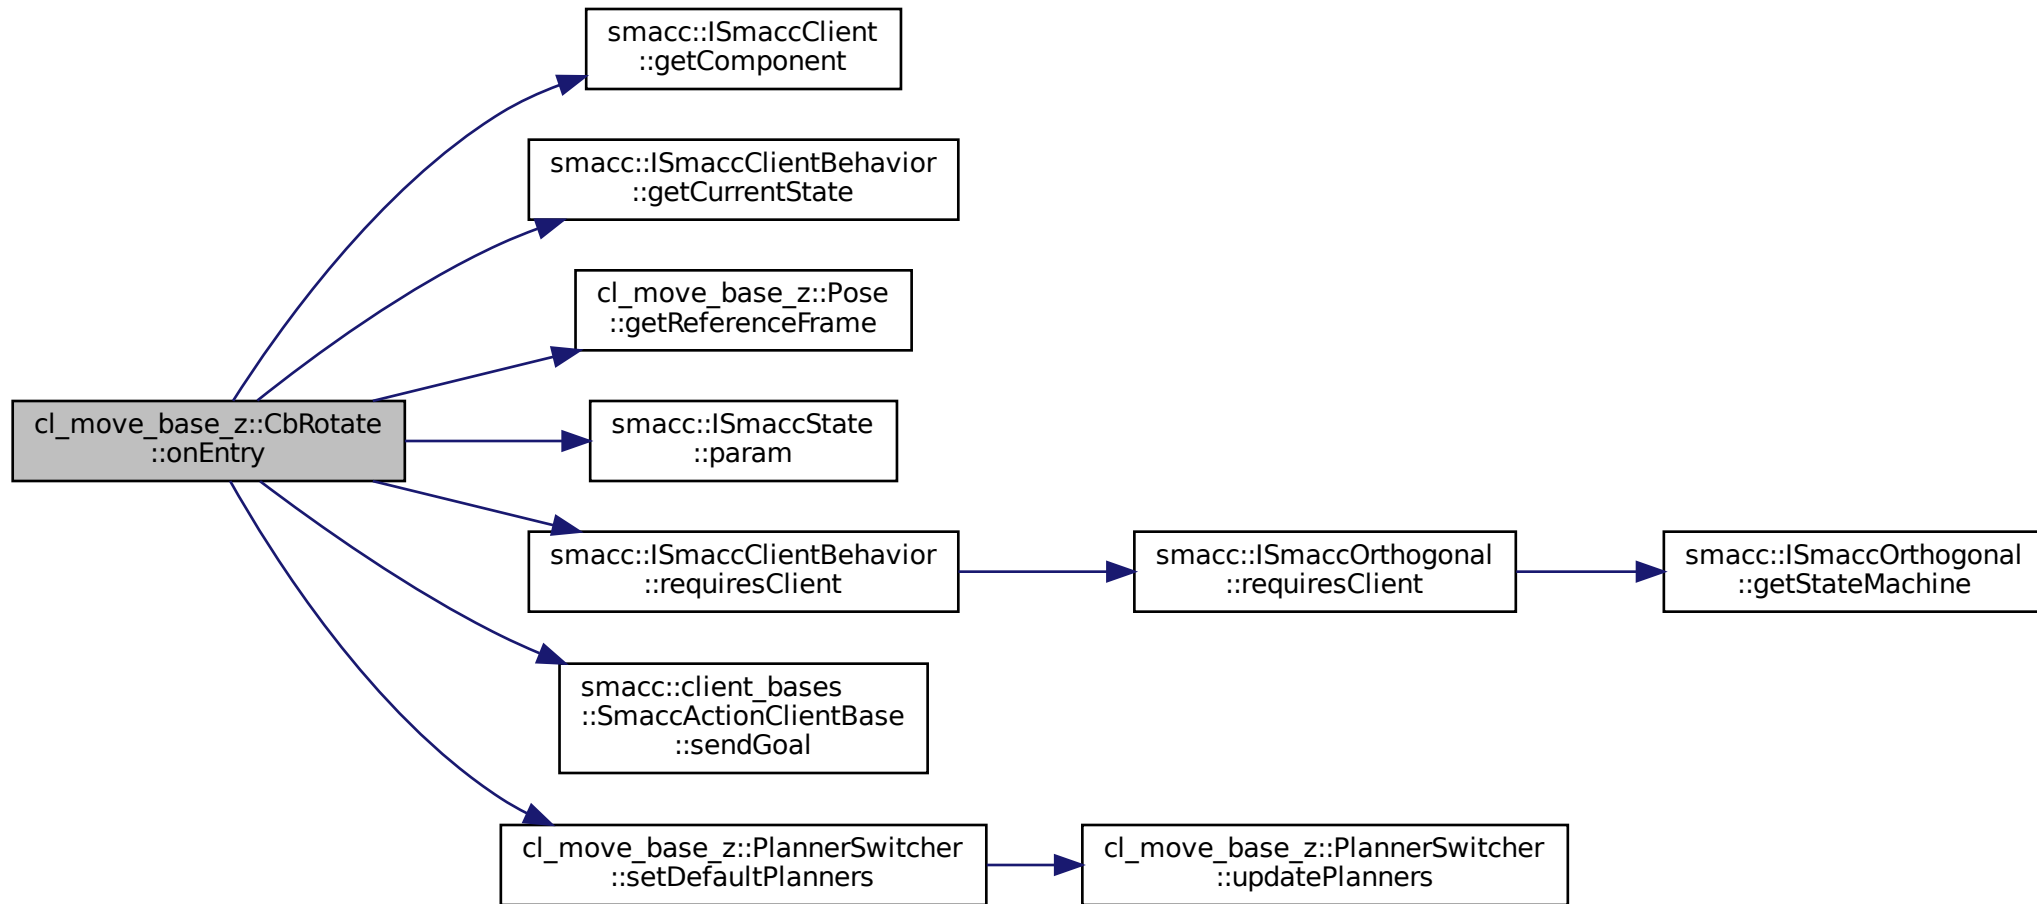 smacc::ISmaccClient
::getComponent
smacc::ISmaccClientBehavior
::getCurrentState
cl_move_base_z::Pose
::getReferenceFrame
cl_move_base_z::CbRotate
::onEntry
smacc::ISmaccState
::param
smacc::ISmaccClientBehavior
::requiresClient
smacc::ISmaccOrthogonal
::requiresClient
smacc::ISmaccOrthogonal
::getStateMachine
smacc::client_bases
::SmaccActionClientBase
::sendGoal
cl_move_base_z::PlannerSwitcher
::setDefaultPlanners
cl_move_base_z::PlannerSwitcher
::updatePlanners